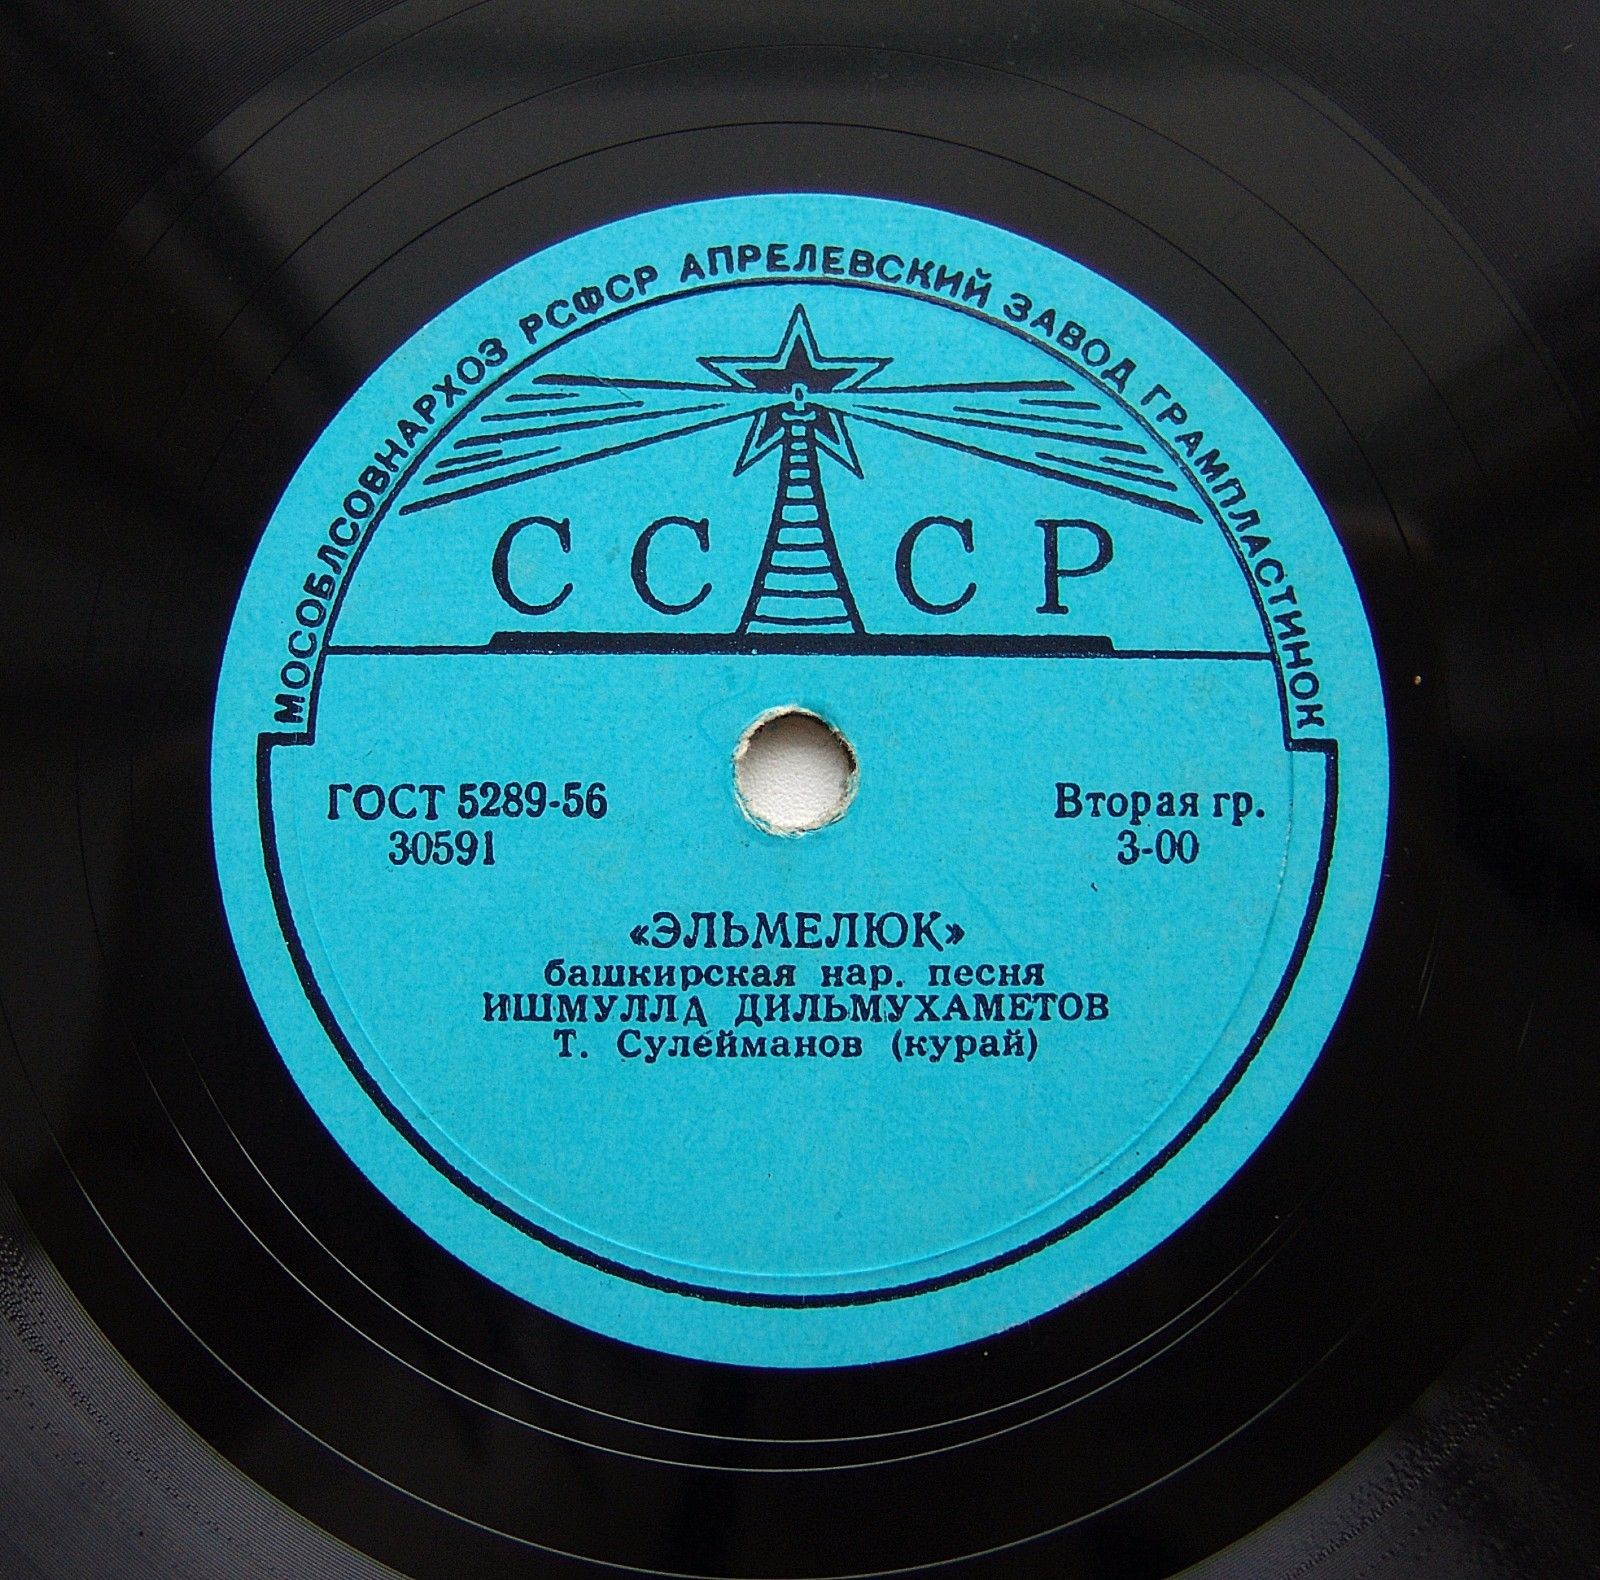 МОСОБЛСОВНАРХОЗ РСФСР АПРЕЛЕВСКИЙ ЗАВОД ГРАМПЛАСТИНОК
СССР
ГОСТ 5289-56
30591
Вторая гр.
3-00
«ЭЛЬМЕЛЮК»
башкирская нар. песня
ИШМУЛЛА ДИЛЬМУХАМЕТОВ
Т. Сулейманов (курай)